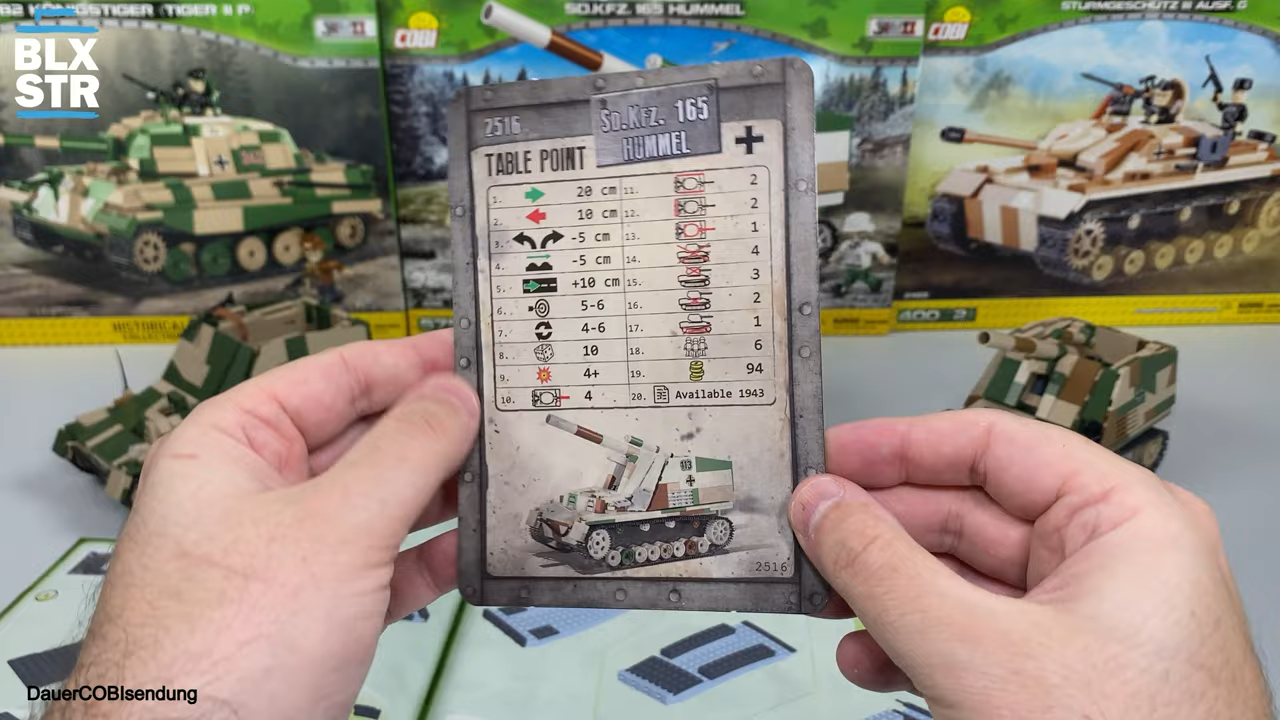 SD.KFZ. 165 HUMMEL
STURMGESCHÜTZ III AUSF. G
COBI
COBI
BLX
STR
2516
SD.KFZ. 165
HUMMEL
TABLE POINT
1. 20 cm 11. 2
2. 10 cm 12. 2
3. -5 cm 13. 1
4. -5 cm 14. 4
5. +10 cm 15. 3
6. 5-6 16. 2
7. 4-6 17. 1
8. 10 18. 6
9. 4+ 19. 94
10. 4 20. Available 1943
113
2516
400 2
DauerCOBIsendung